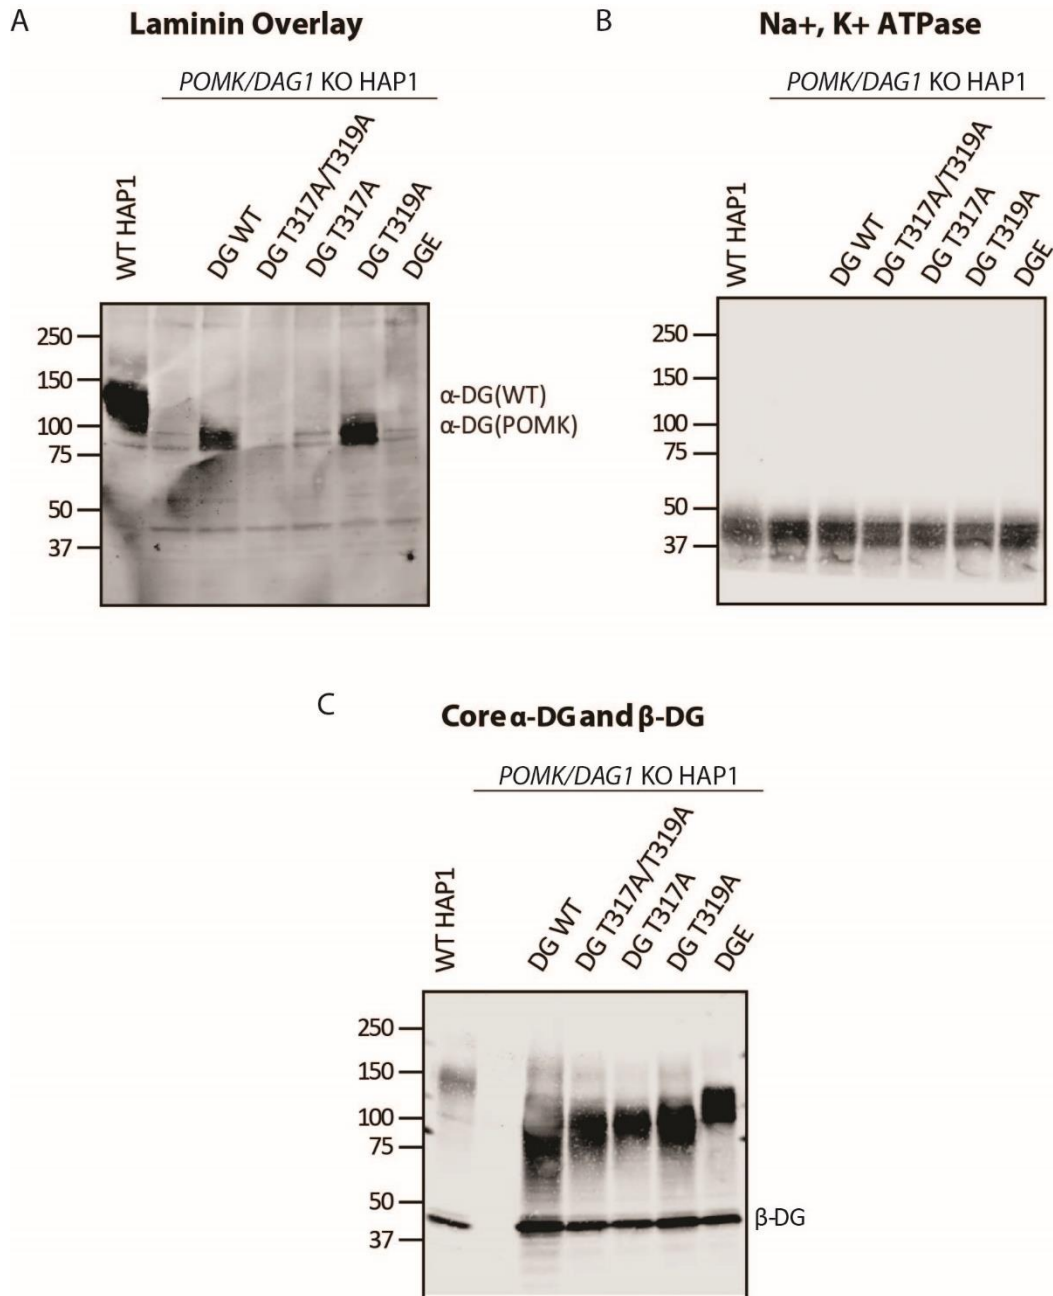 A
Laminin Overlay
POMK/DAG1 KO HAP1
WT HAP1
DG WT
DG T317A/T319A
DG T317A
DG T319A
DGE
250
150
100
75
50
37
α-DG(WT)
α-DG(POMK)
B
Na+, K+ ATPase
POMK/DAG1 KO HAP1
WT HAP1
DG WT
DG T317A/T319A
DG T317A
DG T319A
DGE
250
150
100
75
50
37
C
Core α-DG and β-DG
POMK/DAG1 KO HAP1
WT HAP1
DG WT
DG T317A/T319A
DG T317A
DG T319A
DGE
250
150
100
75
50
37
β-DG